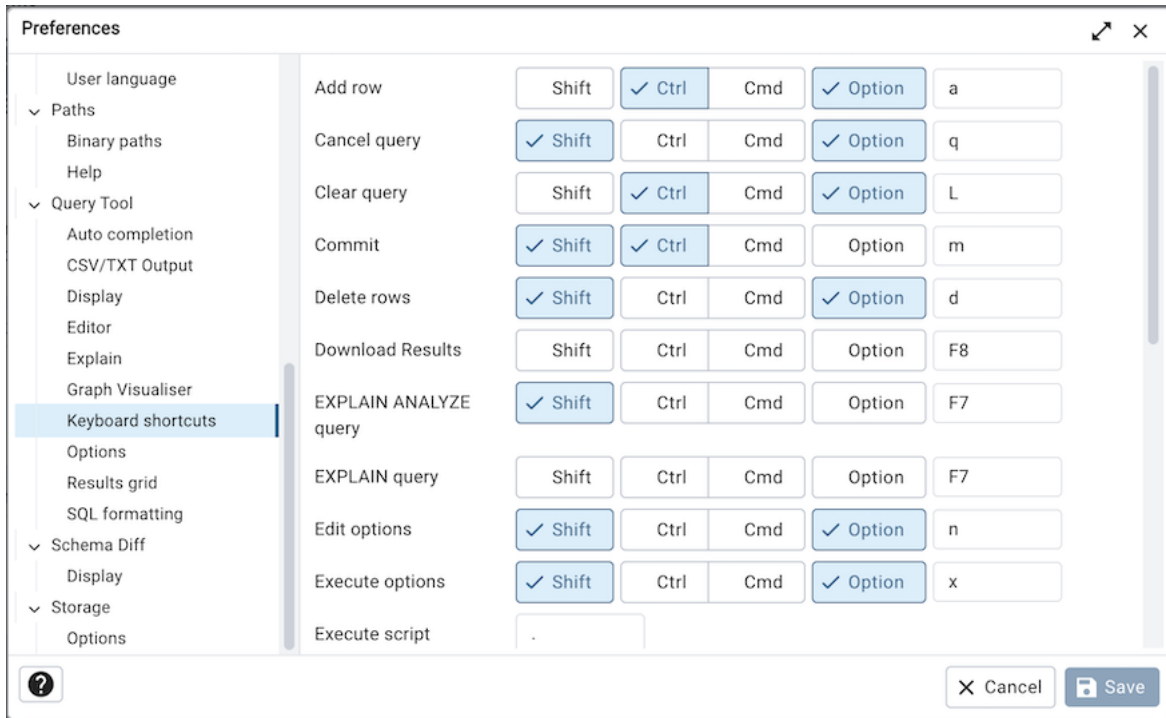 Preferences
User language
Paths
Binary paths
Help
Query Tool
Auto completion
CSV/TXT Output
Display
Editor
Explain
Graph Visualiser
Keyboard shortcuts
Options
Results grid
SQL formatting
Schema Diff
Display
Storage
Options
Add row Shift Ctrl Cmd Option a
Cancel query Shift Ctrl Cmd Option q
Clear query Shift Ctrl Cmd Option L
Commit Shift Ctrl Cmd Option m
Delete rows Shift Ctrl Cmd Option d
Download Results Shift Ctrl Cmd Option F8
EXPLAIN ANALYZE Shift Ctrl Cmd Option F7
query
EXPLAIN query Shift Ctrl Cmd Option F7
Edit options Shift Ctrl Cmd Option n
Execute options Shift Ctrl Cmd Option x
Execute script .
? Cancel Save